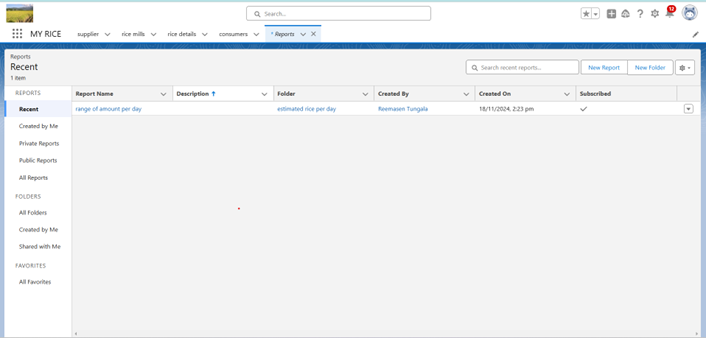 Search...
12
MY RICE
supplier
rice mills
rice details
consumers
* Reports
Reports
Recent
1 item
Search recent reports...
New Report
New Folder
REPORTS
Recent
Created by Me
Private Reports
Public Reports
All Reports
FOLDERS
All Folders
Created by Me
Shared with Me
FAVORITES
All Favorites
Report Name Description Folder Created By Created On Subscribed
range of amount per day estimated rice per day Reemasen Tungala 18/11/2024, 2:23 pm